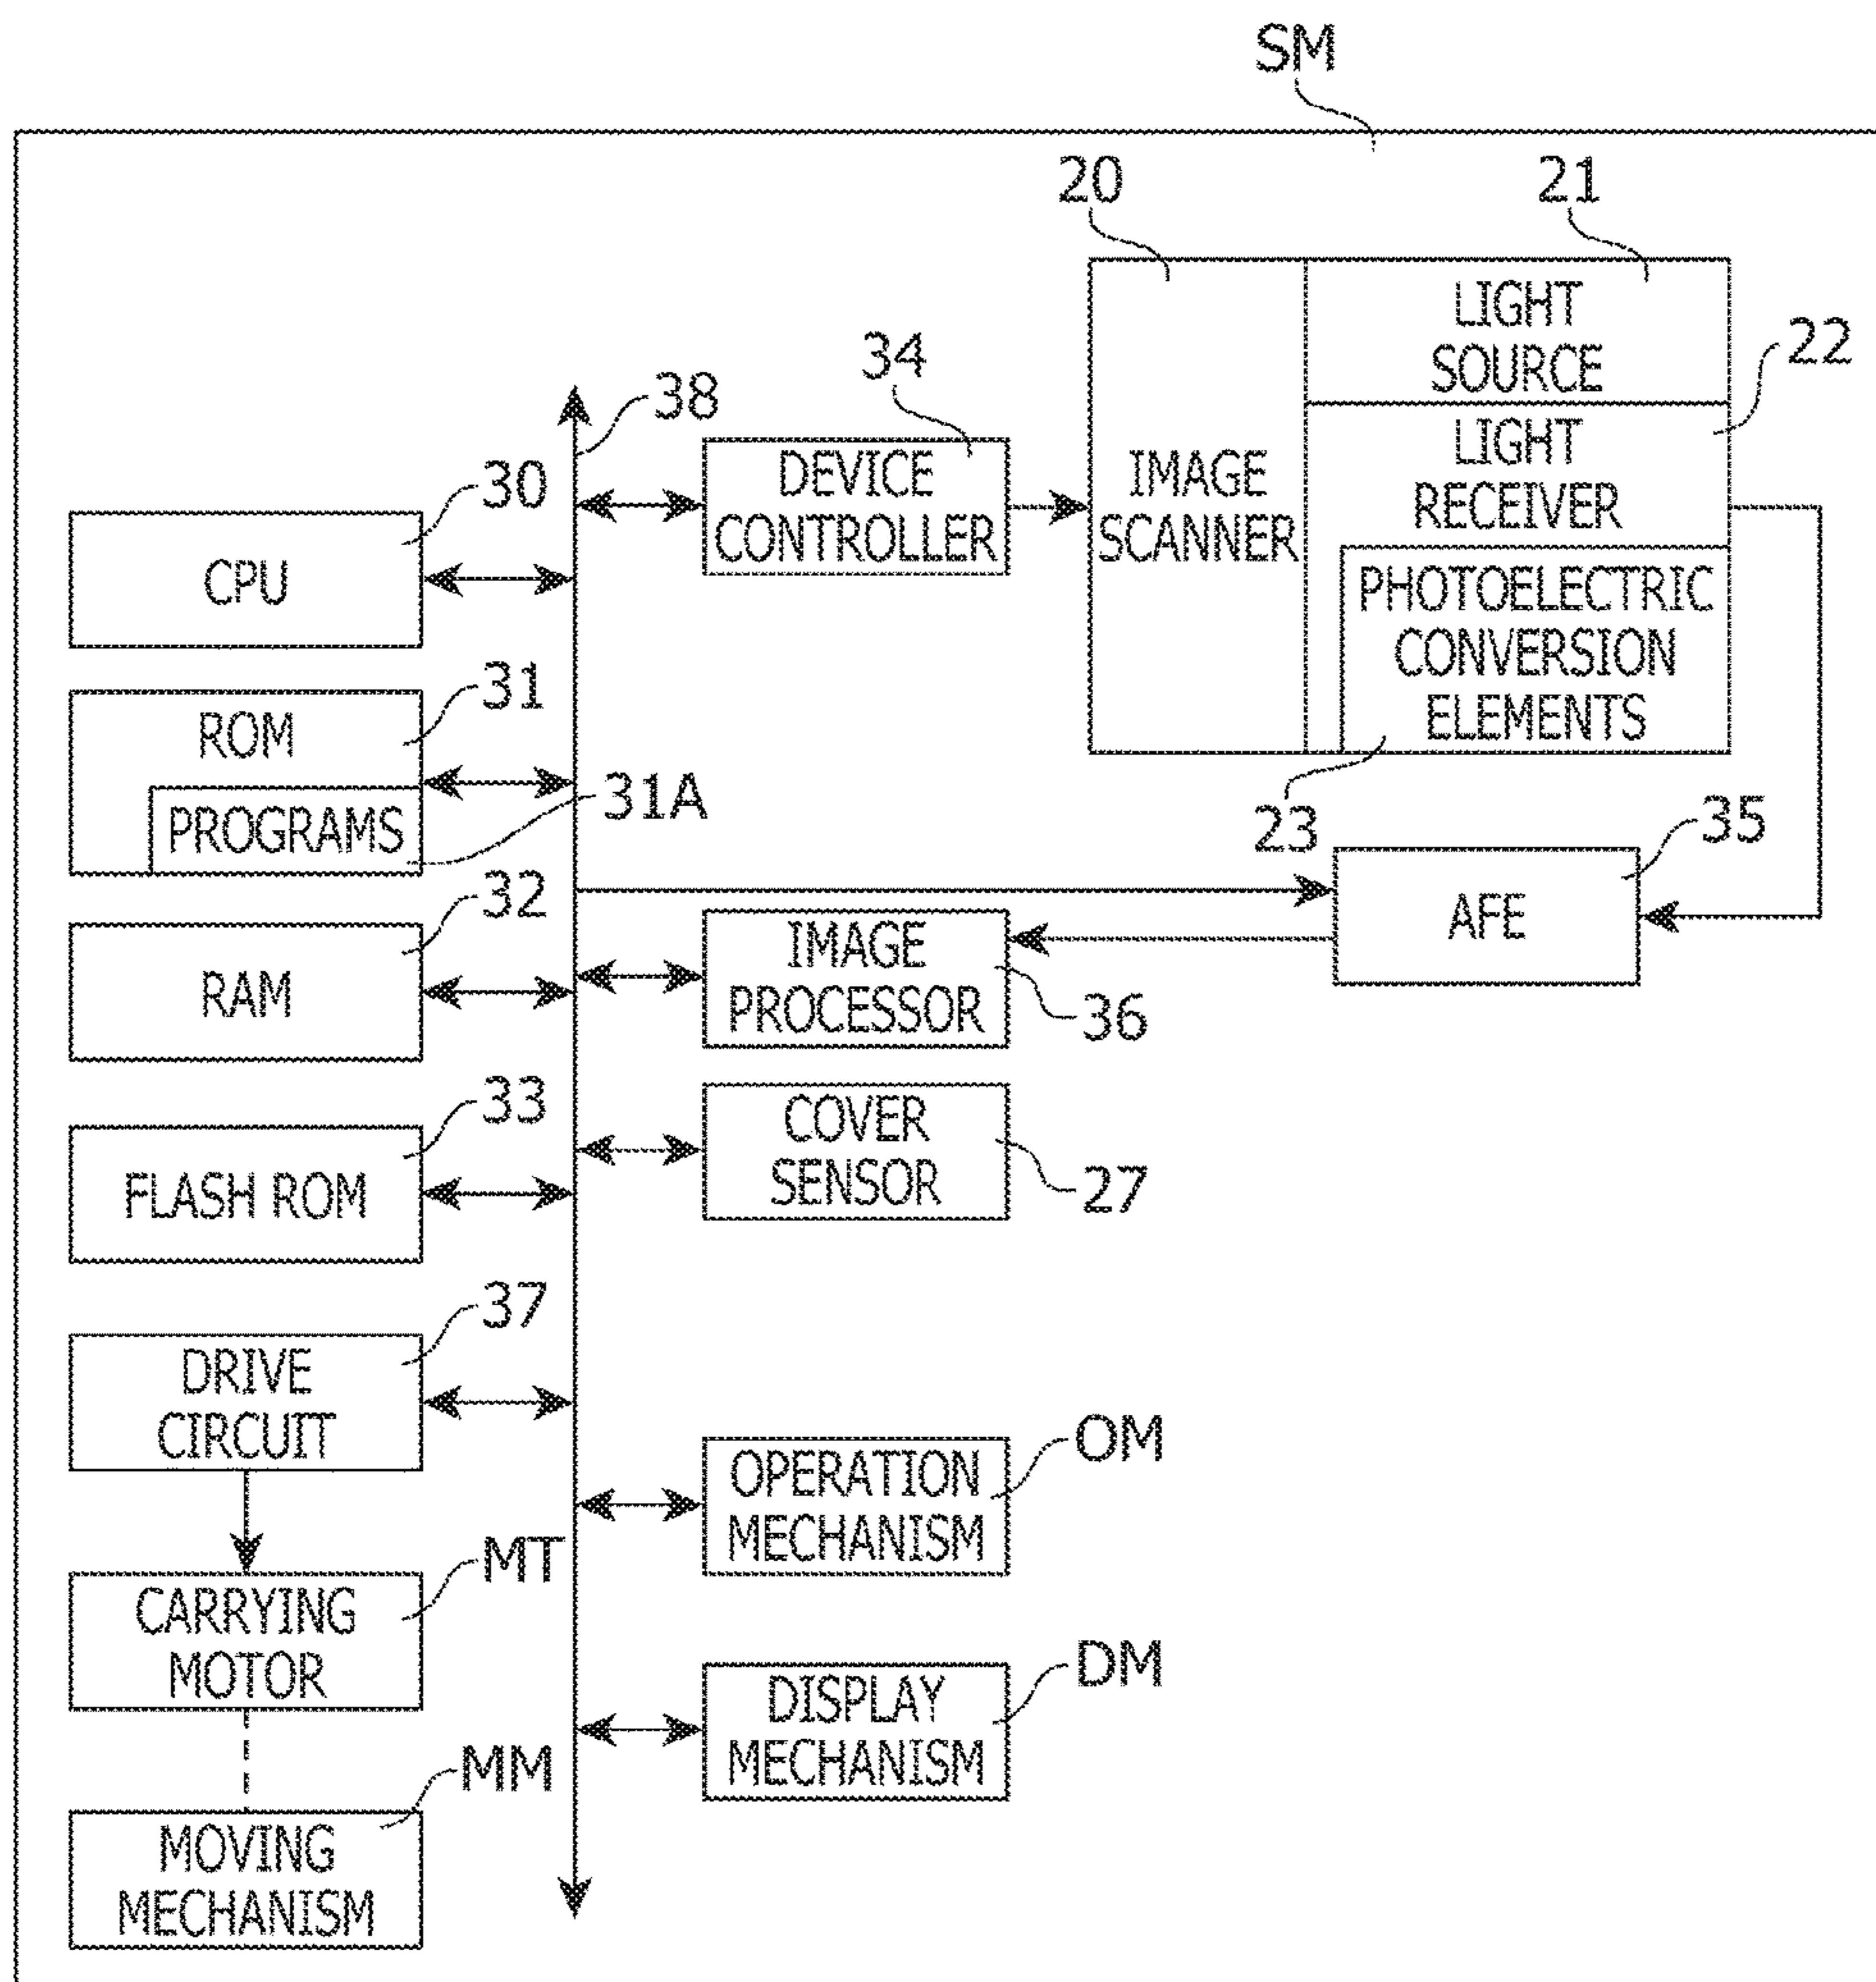 SM
20
21
LIGHT
SOURCE
22
34
38
DEVICE
CONTROLLER
IMAGE
SCANNER
LIGHT
RECEIVER
30
CPU
PHOTOELECTRIC
CONVERSION
ELEMENTS
31
ROM
31A
PROGRAMS
23
35
32
AFE
RAM
IMAGE
PROCESSOR
36
33
FLASH ROM
COVER
SENSOR
27
37
DRIVE
CIRCUIT
OM
OPERATION
MECHANISM
MT
CARRYING
MOTOR
DM
DISPLAY
MECHANISM
MM
MOVING
MECHANISM